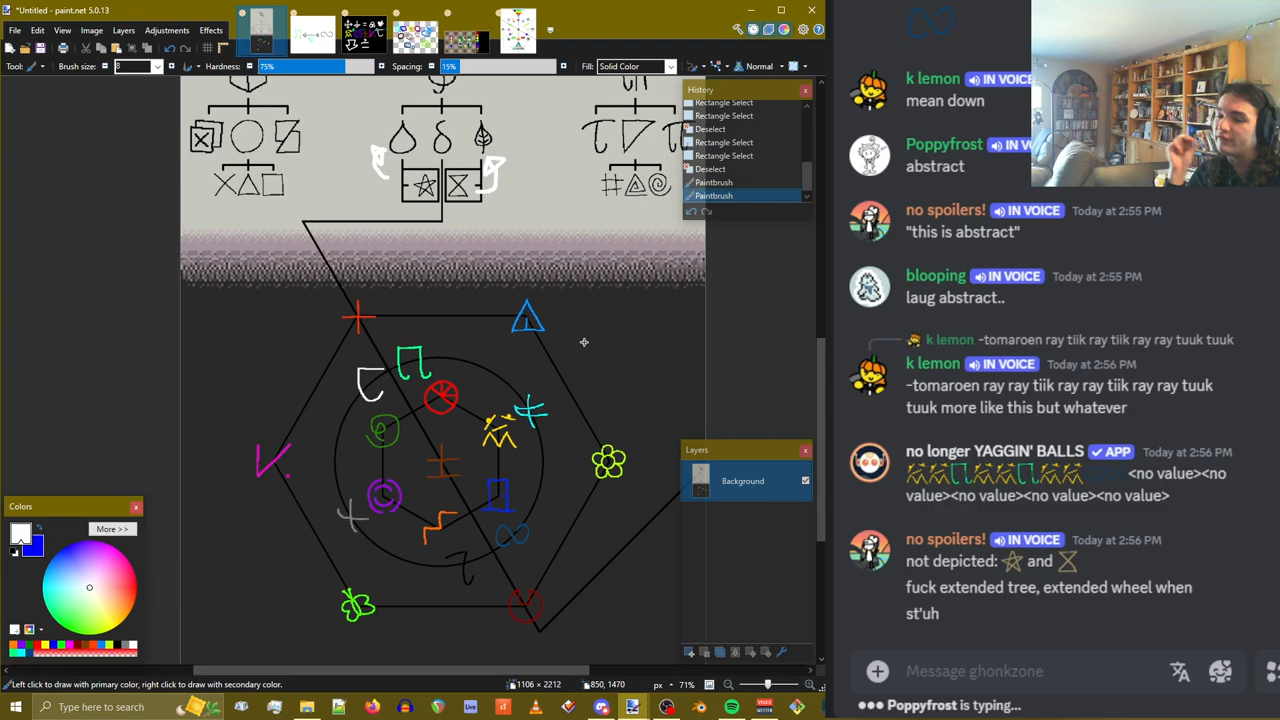 *Untitled - paint.net 5.0.13
File Edit View Image Layers Adjustments Effects
Tool Brush size: 8 Hardness: 75% Spacing: 15% Fill: Solid Color Normal
History
Rectangle Select
Rectangle Select
Deselect
Rectangle Select
Rectangle Select
Deselect
Paintbrush
Paintbrush
Layers
Background
Colors
More >>
Left click to draw with primary color, right click to draw with secondary color.
1106 × 2212
850, 1470
px
71%
Type here to search
k lemon IN VOICE
mean down
Poppyfrost IN VOICE
abstract
no spoilers! IN VOICE Today at 2:55 PM
"this is abstract"
blooping IN VOICE Today at 2:55 PM
laug abstract..
k lemon -tomaroen ray tiik ray tiik ray ray tuuk tuuk
k lemon IN VOICE Today at 2:56 PM
-tomaroen ray ray tiik ray ray tiik ray ray tuuk
tuuk more like this but whatever
no longer YAGGIN' BALLS APP Today at 2:56 PM
<no value><no
value><no value><no value><no value>
no spoilers! IN VOICE Today at 2:56 PM
not depicted: and
fuck extended tree, extended wheel when
st'uh
Message ghonkzone
Poppyfrost is typing...